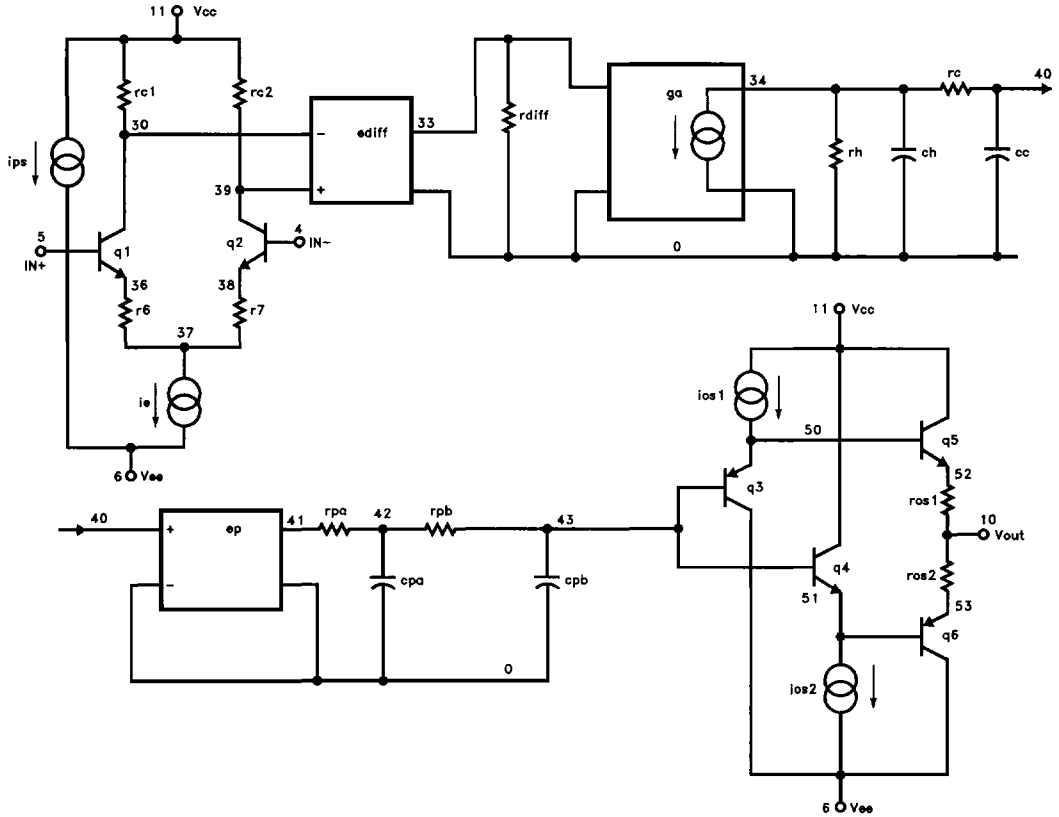 11 Vcc
rc1
rc2
30
ips
39
5
IN+
q1
q2
4
IN-
36
38
r6
r7
37
ie
6 Vee
ediff
-
+
33
rdiff
ga
34
rh
ch
rc
cc
40
0
40
+
-
ep
41
rpa
42
rpb
43
cpa
cpb
0
11 Vcc
ios1
50
q5
q3
52
ros1
10
Vout
q4
ros2
51
53
q6
ios2
6 Vee